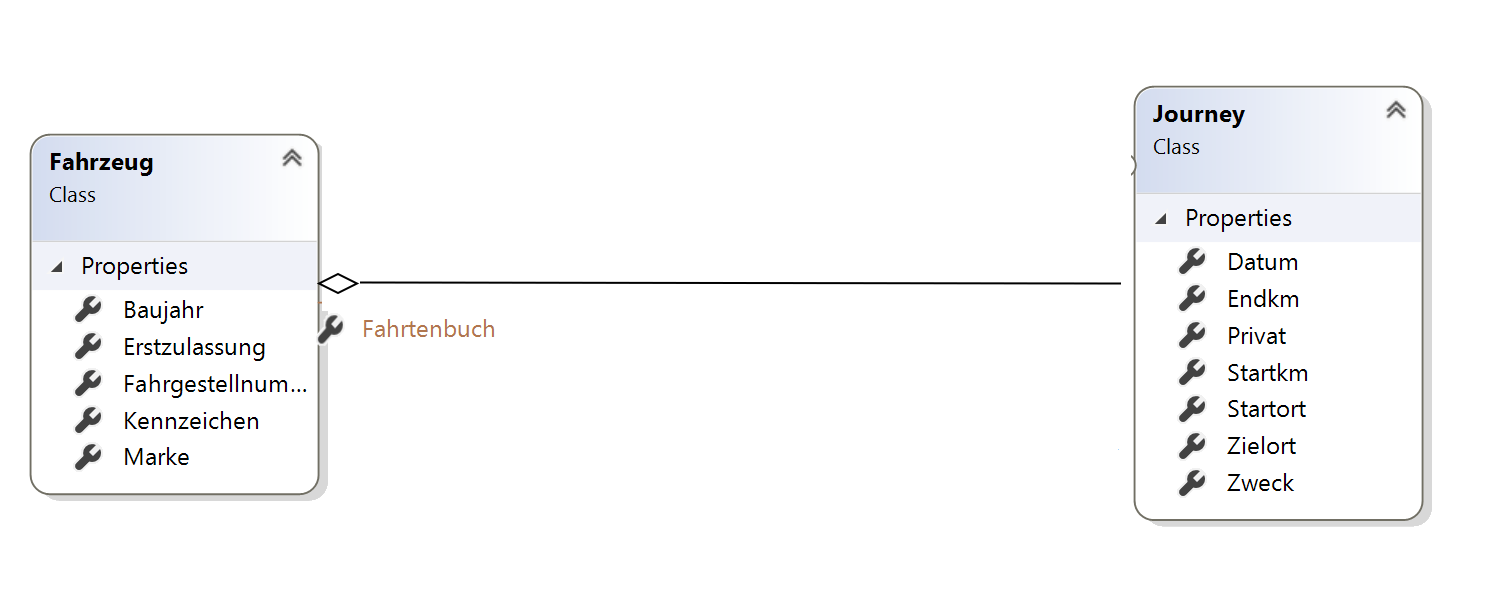 Fahrzeug
Class
Properties
Baujahr
Erstzulassung
Fahrgestellnum...
Kennzeichen
Marke
Fahrtenbuch
Journey
Class
Properties
Datum
Endkm
Privat
Startkm
Startort
Zielort
Zweck